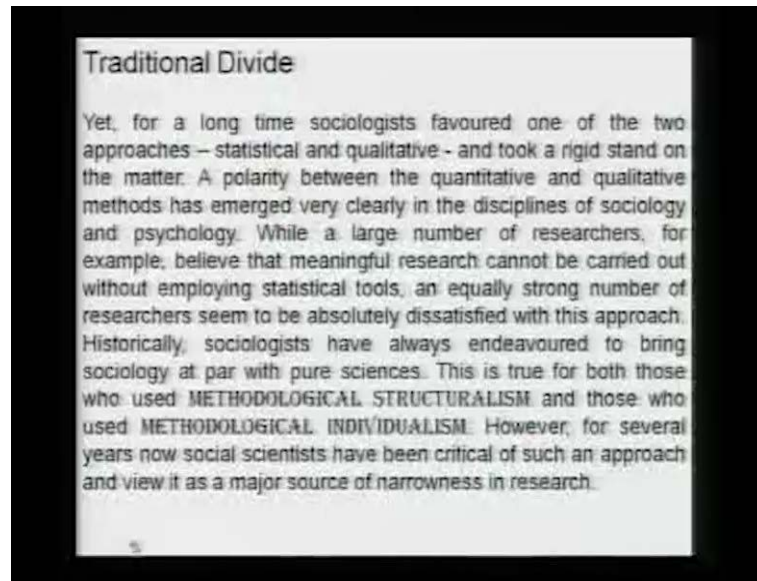 Traditional Divide
Yet, for a long time sociologists favoured one of the two
approaches – statistical and qualitative - and took a rigid stand on
the matter. A polarity between the quantitative and qualitative
methods has emerged very clearly in the disciplines of sociology
and psychology. While a large number of researchers, for
example, believe that meaningful research cannot be carried out
without employing statistical tools, an equally strong number of
researchers seem to be absolutely dissatisfied with this approach.
Historically, sociologists have always endeavoured to bring
sociology at par with pure sciences. This is true for both those
who used METHODOLOGICAL STRUCTURALISM and those who
used METHODOLOGICAL INDIVIDUALISM. However, for several
years now social scientists have been critical of such an approach
and view it as a major source of narrowness in research.